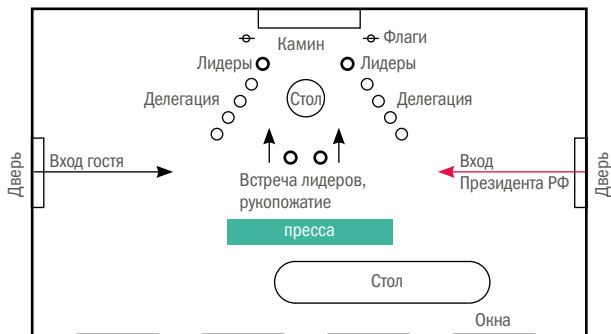 Камин
Флаги
Лидеры
Лидеры
Делегация
Стол
Делегация
Дверь
Вход гостя
Вход
Президента РФ
Дверь
Встреча лидеров,
рукопожатие
пресса
Стол
Окна